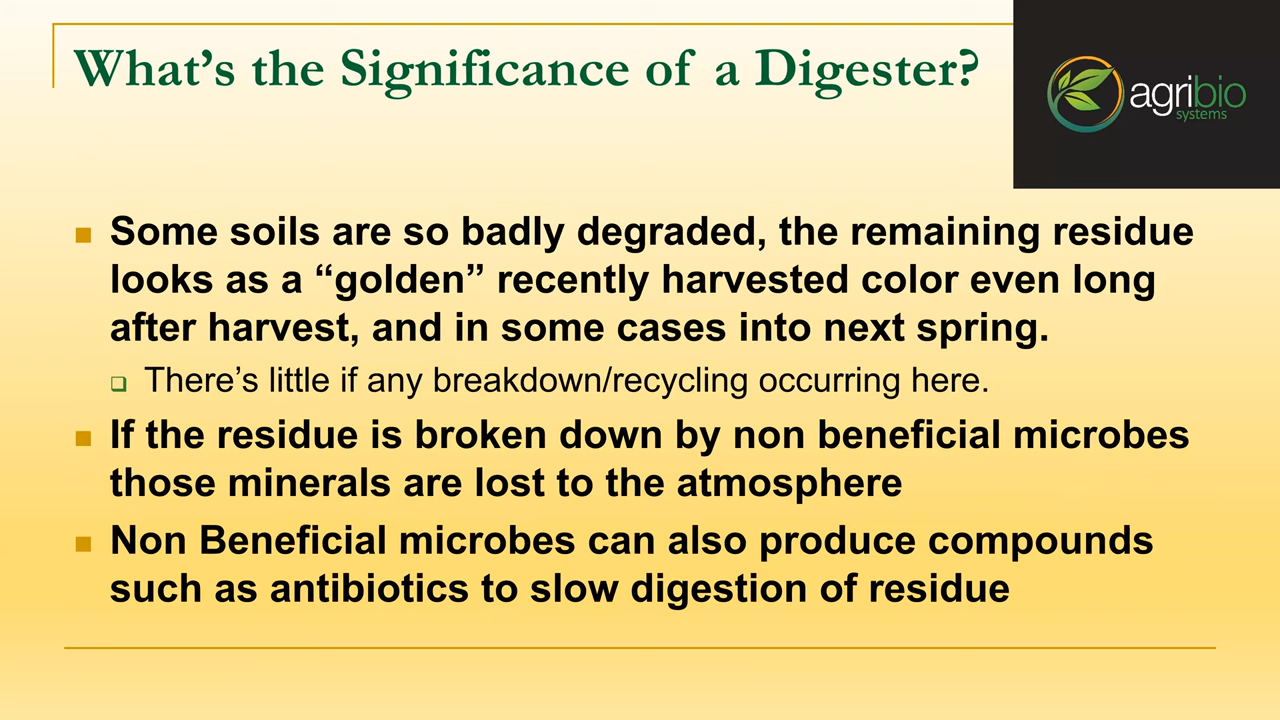 What’s the Significance of a Digester?
agribio
systems
Some soils are so badly degraded, the remaining residue
looks as a “golden” recently harvested color even long
after harvest, and in some cases into next spring.
There’s little if any breakdown/recycling occurring here.
If the residue is broken down by non beneficial microbes
those minerals are lost to the atmosphere
Non Beneficial microbes can also produce compounds
such as antibiotics to slow digestion of residue